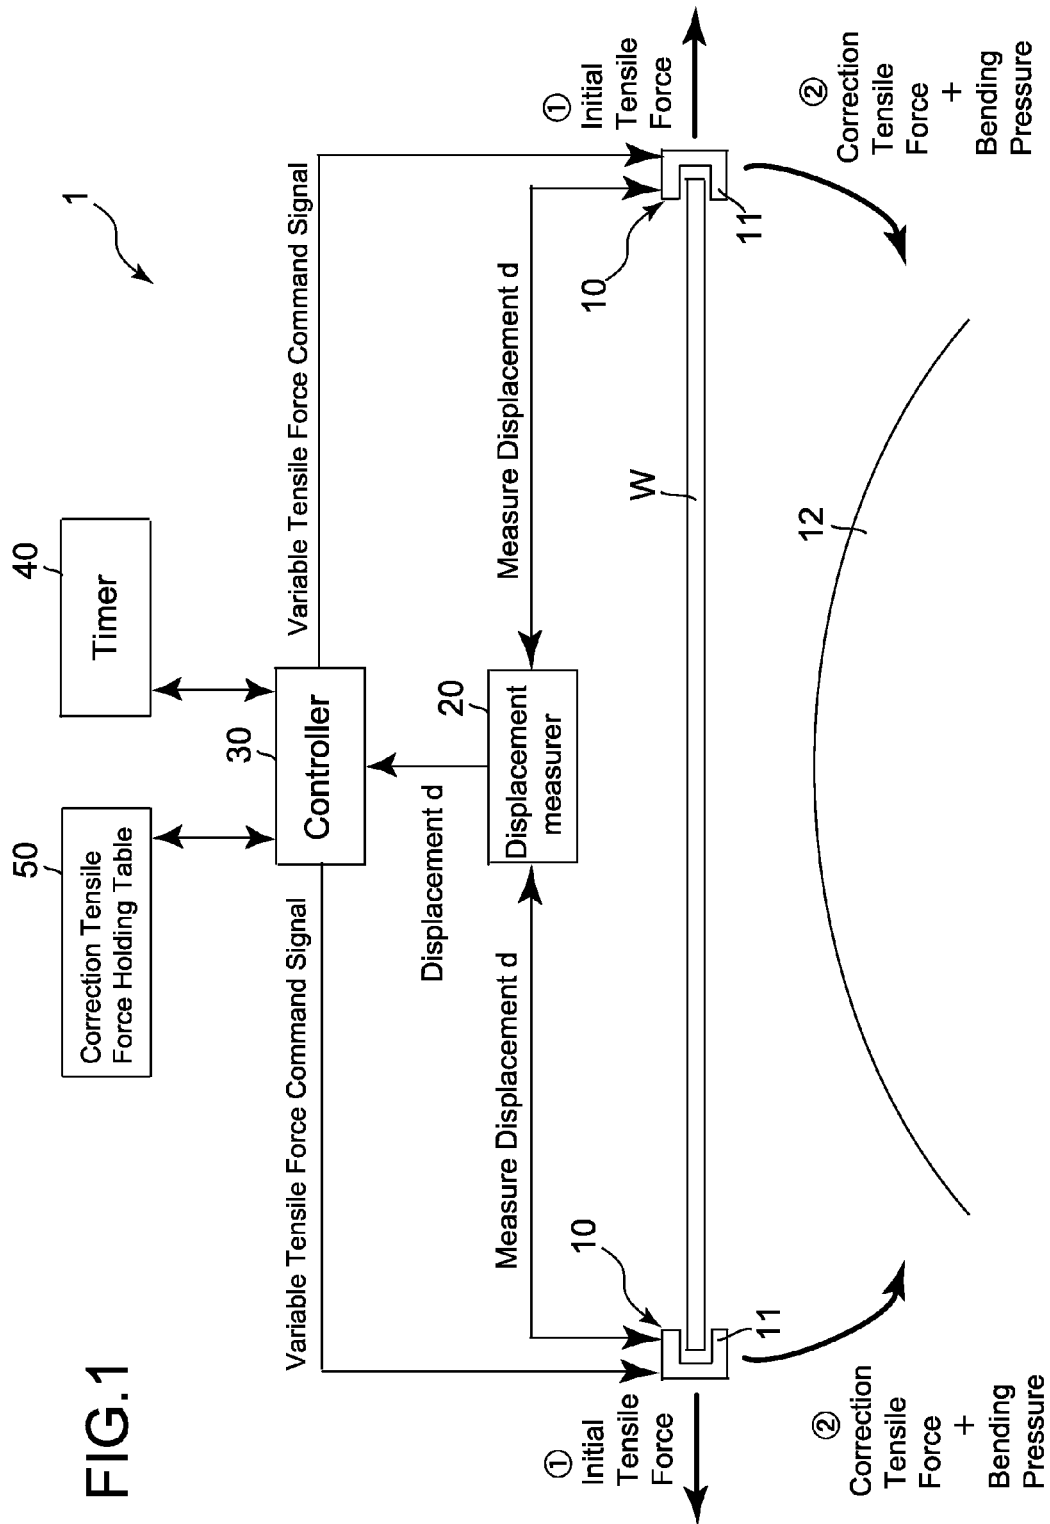 FIG.1
1
50
Correction Tensile
Force Holding Table
40
Timer
30
Controller
Variable Tensile Force Command Signal
Variable Tensile Force Command Signal
Displacement d
20
Displacement
measurer
Measure Displacement d
Measure Displacement d
10
10
11
11
W
12
①
Initial
Tensile
Force
①
Initial
Tensile
Force
②
Correction
Tensile
Force
+
Bending
Pressure
②
Correction
Tensile
Force
+
Bending
Pressure